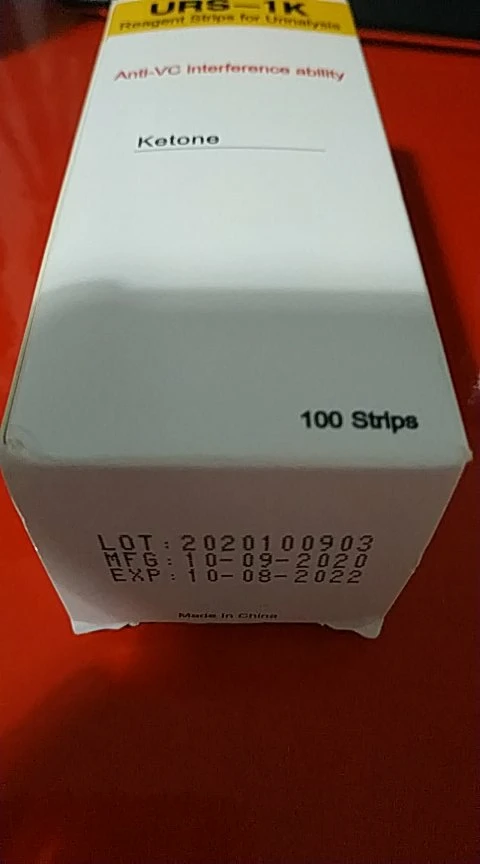 URS-1K
Reagent Strips for Urinalysis
Anti-VC Interference ability
Ketone
100 Strips
LOT: 2020100903
MFG: 10-09-2020
EXP: 10-08-2022
Made in China